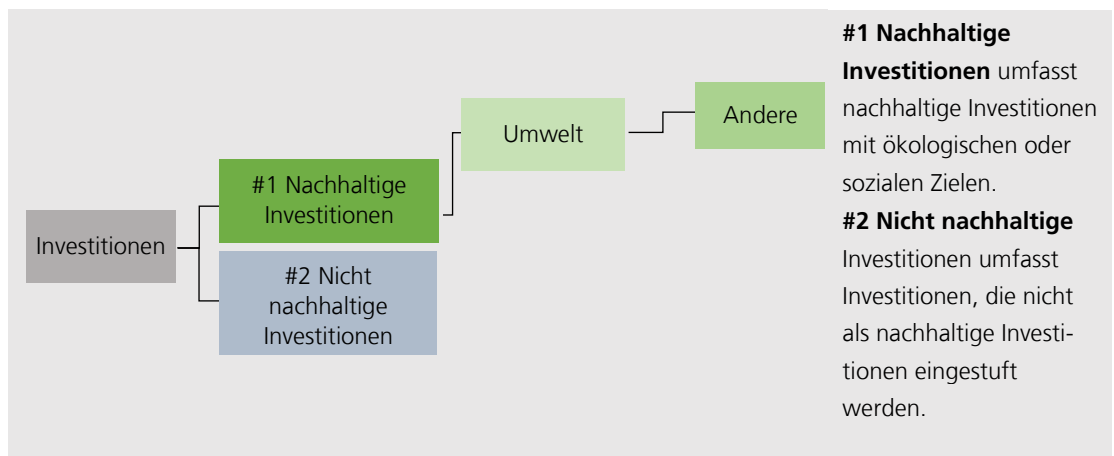 Investitionen
#1 Nachhaltige
Investitionen
#2 Nicht
nachhaltige
Investitionen
Umwelt
Andere
#1 Nachhaltige
Investitionen umfasst
nachhaltige Investitionen
mit ökologischen oder
sozialen Zielen.
#2 Nicht nachhaltige
Investitionen umfasst
Investitionen, die nicht
als nachhaltige Investi-
tionen eingestuft
werden.